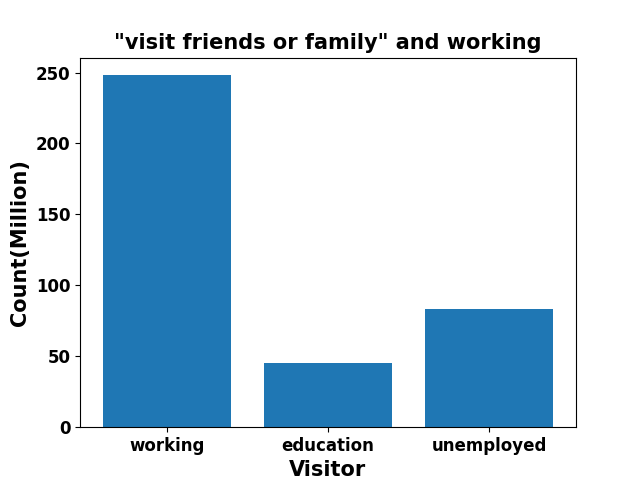 "visit friends or family" and working
Count(Million)
250
200
150
100
50
0
working education unemployed
Visitor